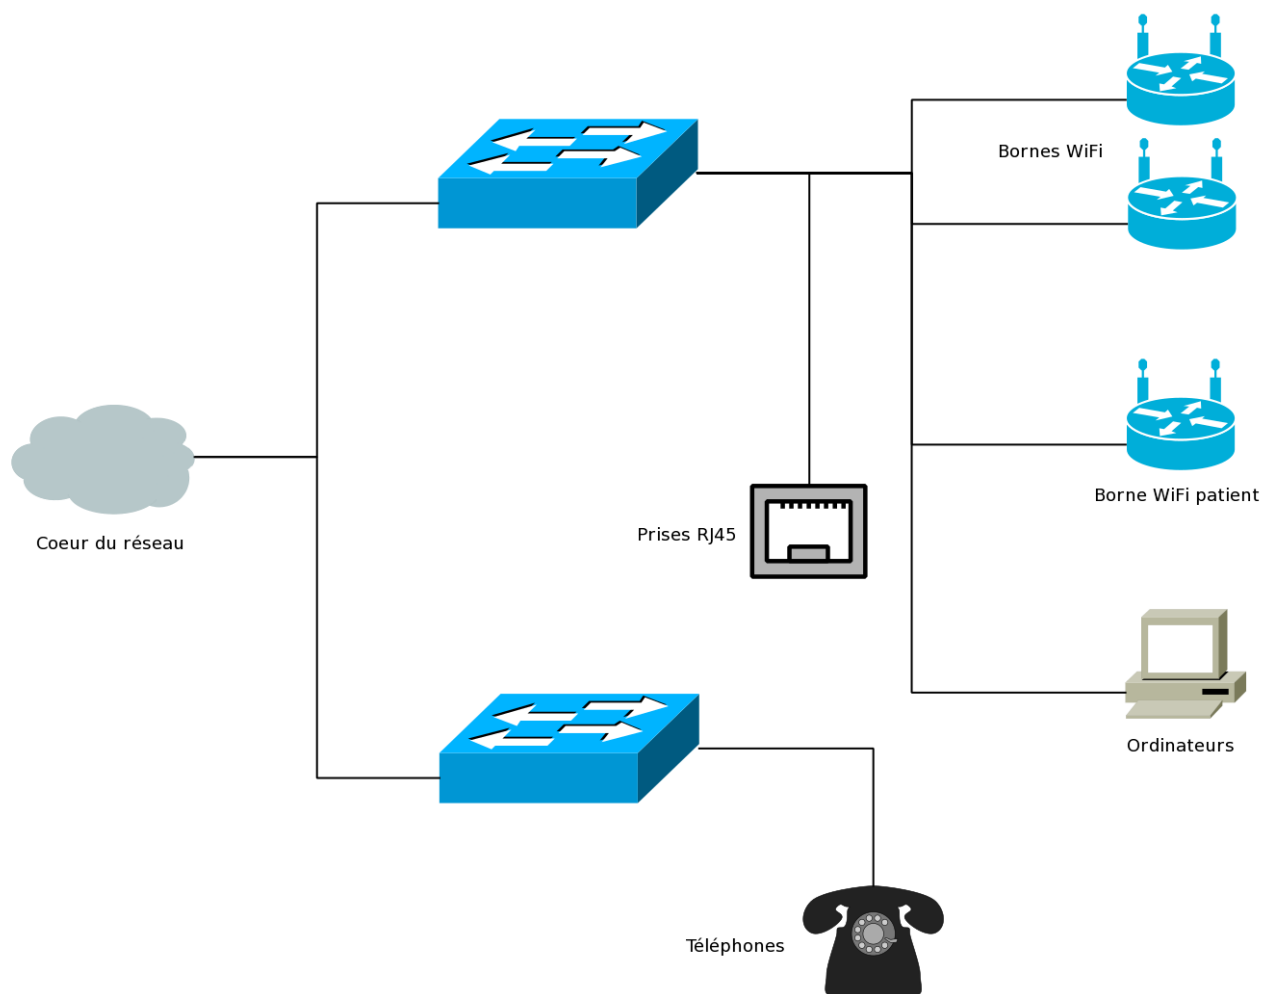 Bornes WiFi
Borne WiFi patient
Prises RJ45
Coeur du réseau
Ordinateurs
Téléphones